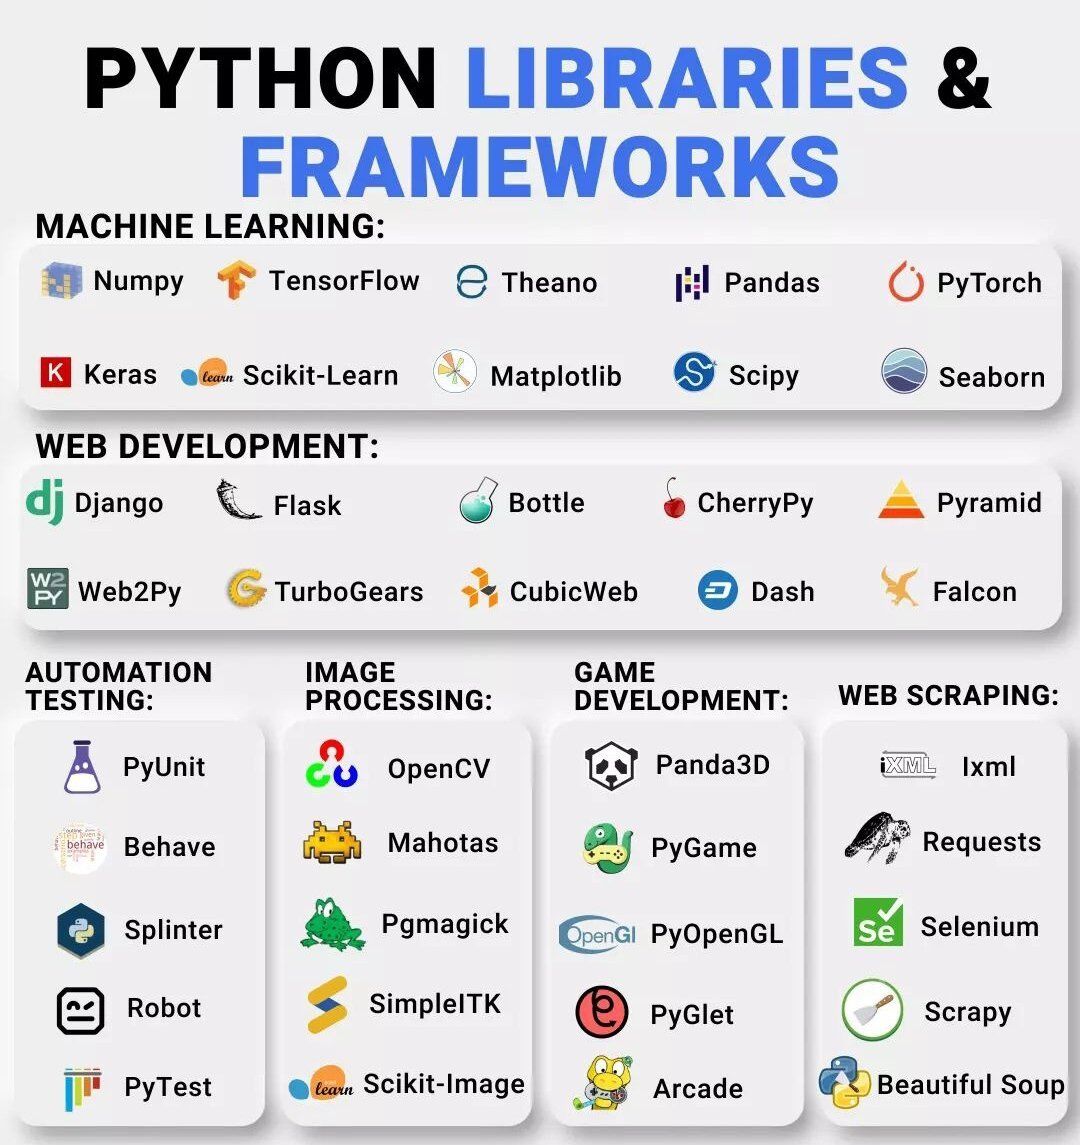 PYTHON LIBRARIES &
FRAMEWORKS
MACHINE LEARNING:
Numpy TensorFlow Theano Pandas PyTorch
K Keras learn Scikit-Learn Matplotlib Scipy Seaborn
WEB DEVELOPMENT:
dj Django Flask Bottle CherryPy Pyramid
W2PY Web2Py TurboGears CubicWeb Dash Falcon
AUTOMATION
TESTING:
PyUnit
behave Behave
Splinter
Robot
PyTest
IMAGE
PROCESSING:
OpenCV
Mahotas
Pgmagick
SimpleITK
learn Scikit-Image
GAME
DEVELOPMENT:
Panda3D
PyGame
OpenGl PyOpenGL
PyGlet
Arcade
WEB SCRAPING:
iXML Ixml
Requests
Se Selenium
Scrapy
Beautiful Soup